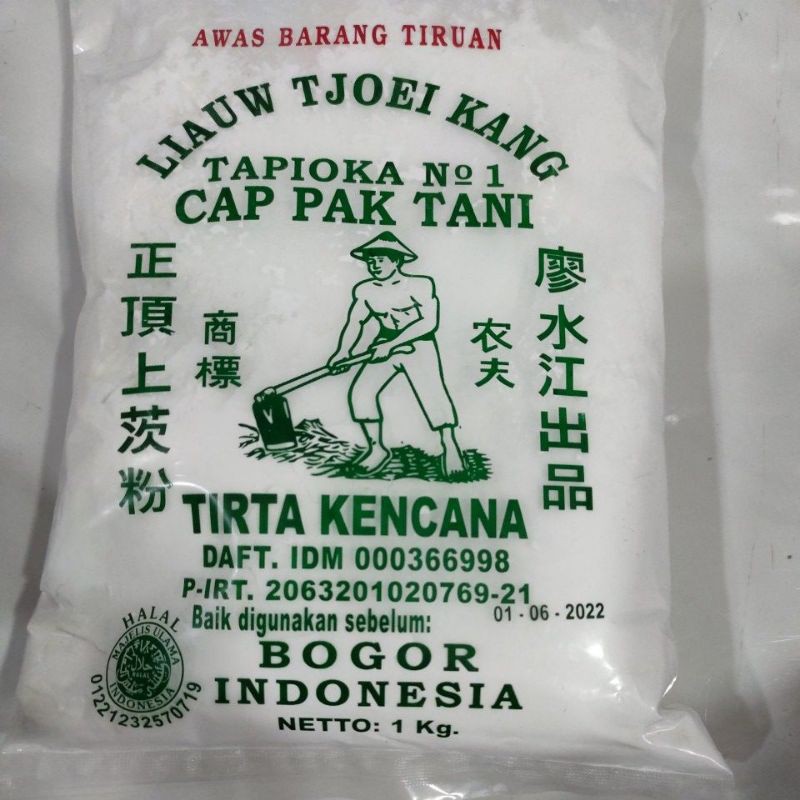 AWAS BARANG TIRUAN
LIAUW TJOEI KANG
TAPIOKA No 1
CAP PAK TANI
正頂上茨粉
商標
农夫
廖水江出品
V
TIRTA KENCANA
DAFT. IDM 000366998
P-IRT. 2063201020769-21
Baik digunakan sebelum: 01 - 06 - 2022
HALAL
MAJELIS ULAMA
INDONESIA
01221232570719
BOGOR
INDONESIA
NETTO: 1 Kg.